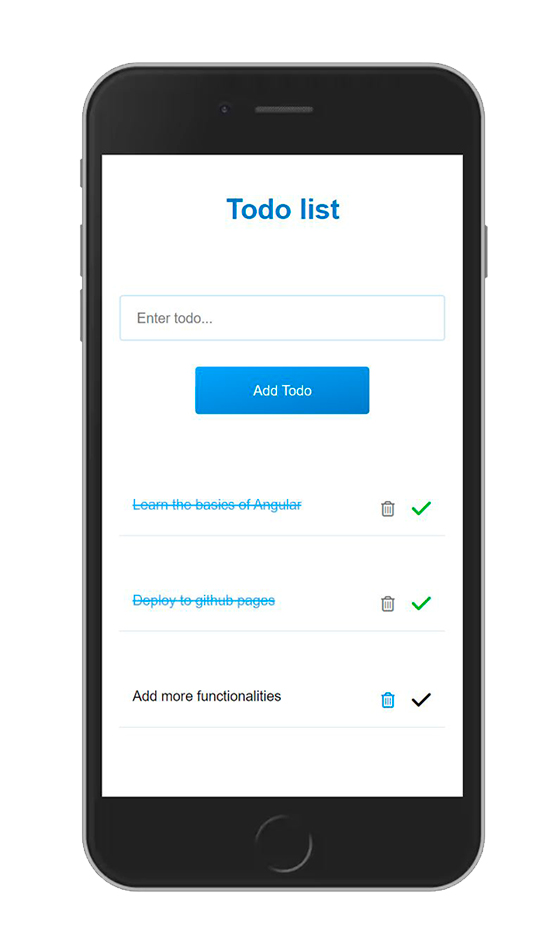 Todo list
Enter todo...
Add Todo
Learn the basics of Angular
Deploy to github pages
Add more functionalities